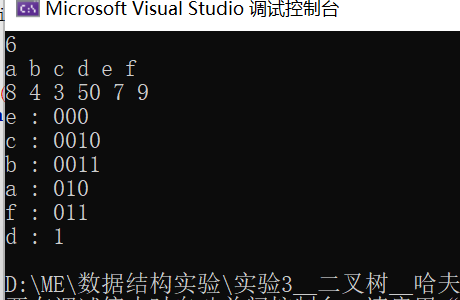 Microsoft Visual Studio 调试控制台
6
a b c d e f
8 4 3 50 7 9
e : 000
c : 0010
b : 0011
a : 010
f : 011
d : 1
D:\ME\数据结构实验\实验3__二叉树__哈夫